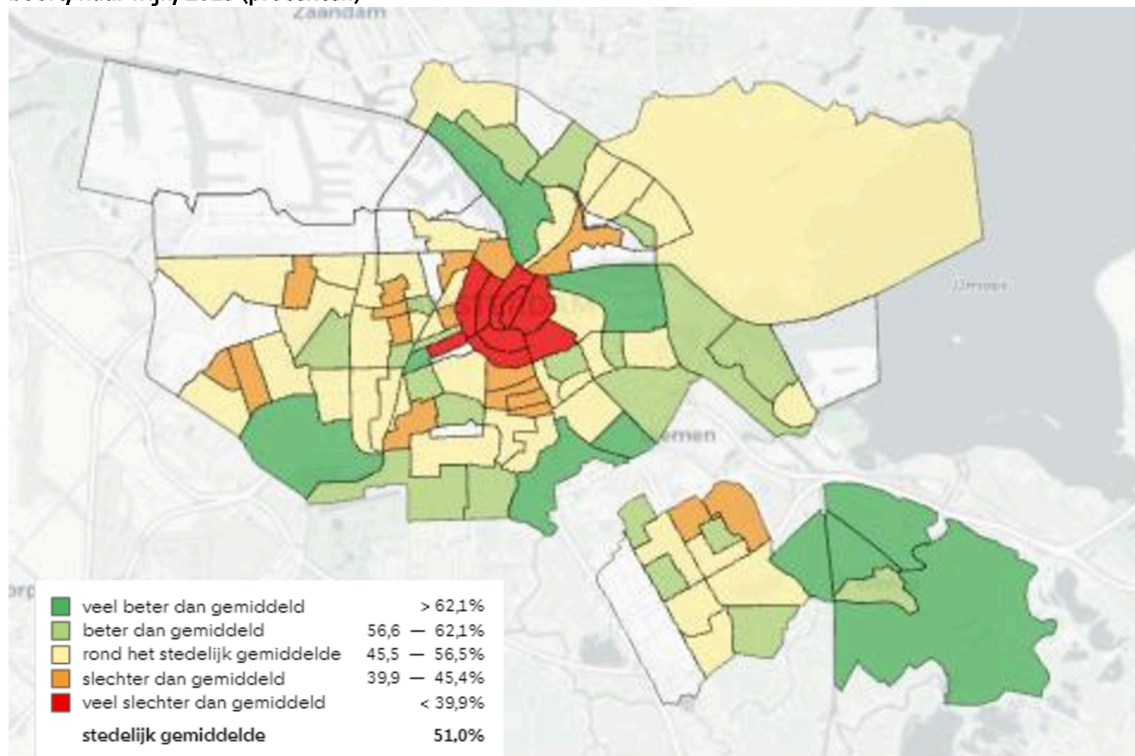 Zaandam
IJmeer
emen
orp
veel beter dan gemiddeld > 62,1%
beter dan gemiddeld 56,6 — 62,1%
rond het stedelijk gemiddelde 45,5 — 56,5%
slechter dan gemiddeld 39,9 — 45,4%
veel slechter dan gemiddeld < 39,9%
stedelijk gemiddelde 51,0%